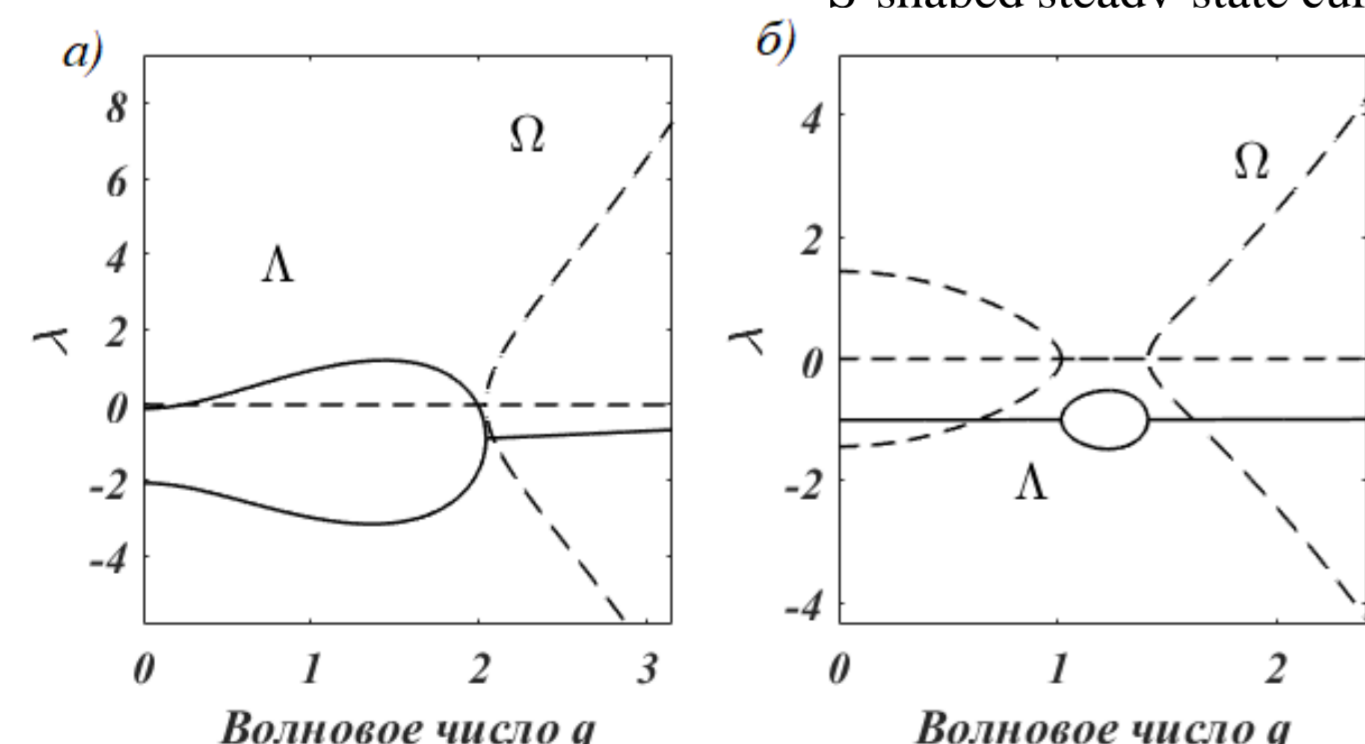 S-shaped steady-state cur
а)
Ω
Λ
λ
8
6
4
2
0
-2
-4
0 1 2 3
Волновое число q
б)
Ω
Λ
λ
4
2
0
-2
-4
0 1 2
Волновое число q